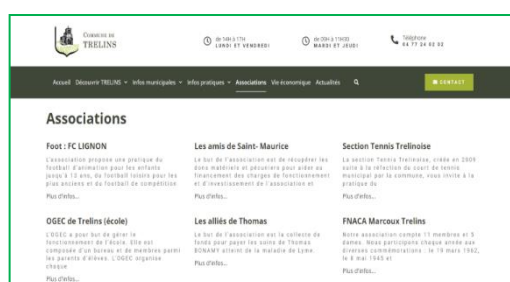 COMMUNE DE
TRELINS
de 14H à 17H
LUNDI ET VENDREDI
de 09H à 11H30
MARDI ET JEUDI
Téléphone
04 77 24 02 02
Accueil Découvrir TRELINS Infos municipales Infos pratiques Associations Vie économique Actualités
CONTACT
Associations
Foot : FC LIGNON
L'association propose une pratique du
football d'animation pour les enfants
jusqu'à 13 ans, du football loisirs pour les
plus anciens et du football de compétition
Plus d'infos...
Les amis de Saint- Maurice
Le but de l'association est de récupérer les
dons matériels et pécuniers pour aider au
financement des charges de fonctionnement
et d'investissement de l'association et
Plus d'infos...
Section Tennis Trelinoise
La section Tennis Trelinoise, créée en 2009
suite à la réfection du court de tennis
municipal par la commune, vous invite à la
pratique du
Plus d'infos...
OGEC de Trelins (école)
L'OGEC a pour but de gérer le
fonctionnement de l'école. Elle est
composée d'un bureau et de membres parmi
les parents d'élèves. L'OGEC organise
chaque
Plus d'infos...
Les alliés de Thomas
Le but de l'association est la collecte de
fonds pour payer les soins de Thomas
BONAMY atteint de la maladie de Lyme.
Plus d'infos...
FNACA Marcoux Trelins
Notre association compte 11 membres et 5
dames. Nous participons chaque année aux
diverses commémorations : le 19 mars 1962,
le 8 mai 1945 et
Plus d'infos...